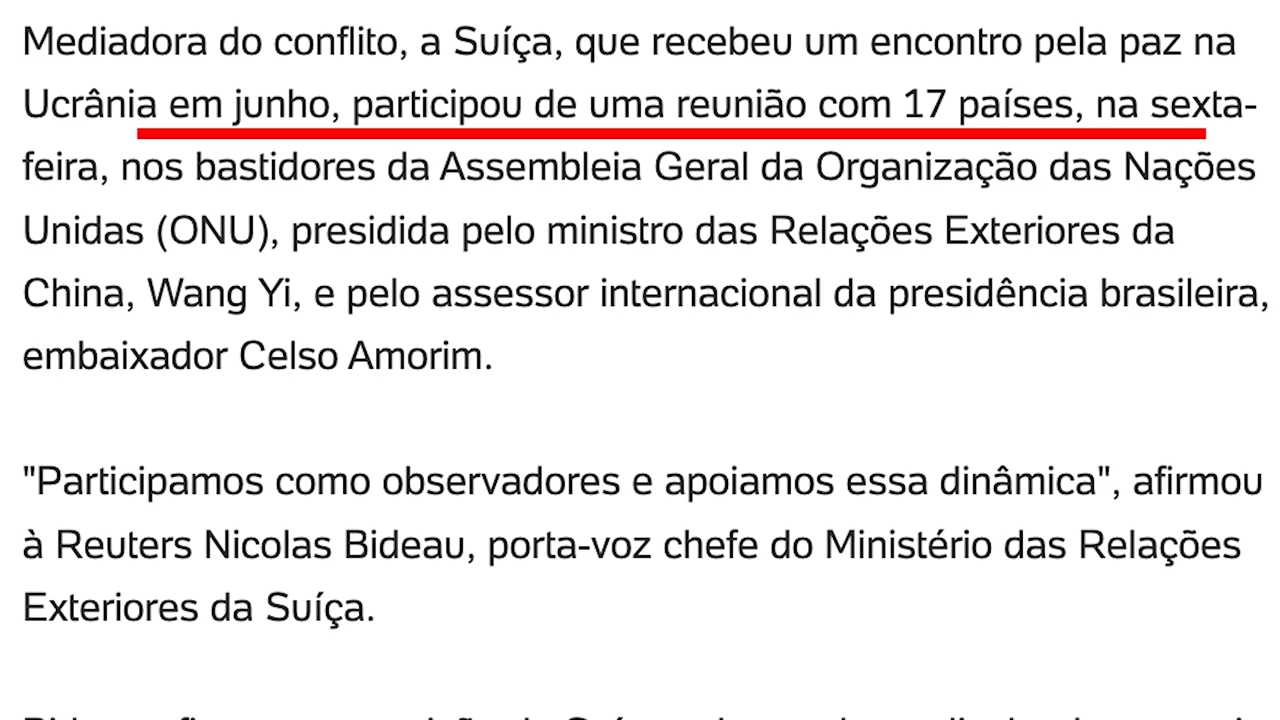 Mediadora do conflito, a Suíça, que recebeu um encontro pela paz na
Ucrânia em junho, participou de uma reunião com 17 países, na sexta-
feira, nos bastidores da Assembleia Geral da Organização das Nações
Unidas (ONU), presidida pelo ministro das Relações Exteriores da
China, Wang Yi, e pelo assessor internacional da presidência brasileira,
embaixador Celso Amorim.
"Participamos como observadores e apoiamos essa dinâmica", afirmou
à Reuters Nicolas Bideau, porta-voz chefe do Ministério das Relações
Exteriores da Suíça.